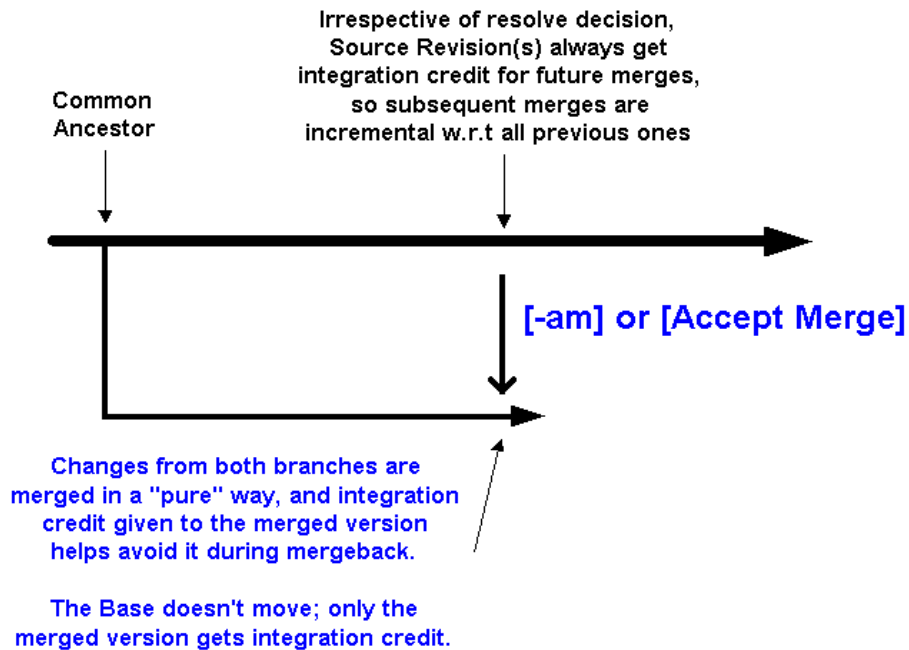 Irrespective of resolve decision,
Source Revision(s) always get
integration credit for future merges,
so subsequent merges are
incremental w.r.t all previous ones
Common
Ancestor
[-am] or [Accept Merge]
Changes from both branches are
merged in a "pure" way, and integration
credit given to the merged version
helps avoid it during mergeback.
The Base doesn't move; only the
merged version gets integration credit.